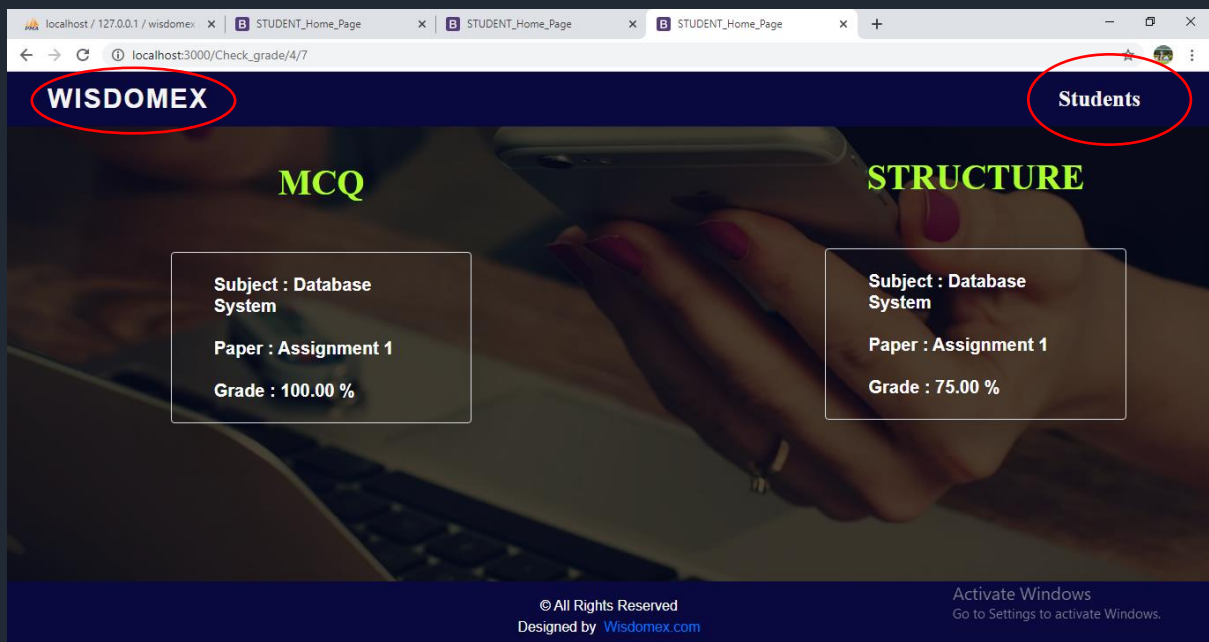 localhost / 127.0.0.1 / wisdomex
STUDENT_Home_Page
STUDENT_Home_Page
STUDENT_Home_Page
localhost:3000/Check_grade/4/7
WISDOMEX
Students
MCQ
STRUCTURE
Subject : Database
System
Paper : Assignment 1
Grade : 100.00 %
Subject : Database
System
Paper : Assignment 1
Grade : 75.00 %
© All Rights Reserved
Designed by Wisdomex.com
Activate Windows
Go to Settings to activate Windows.